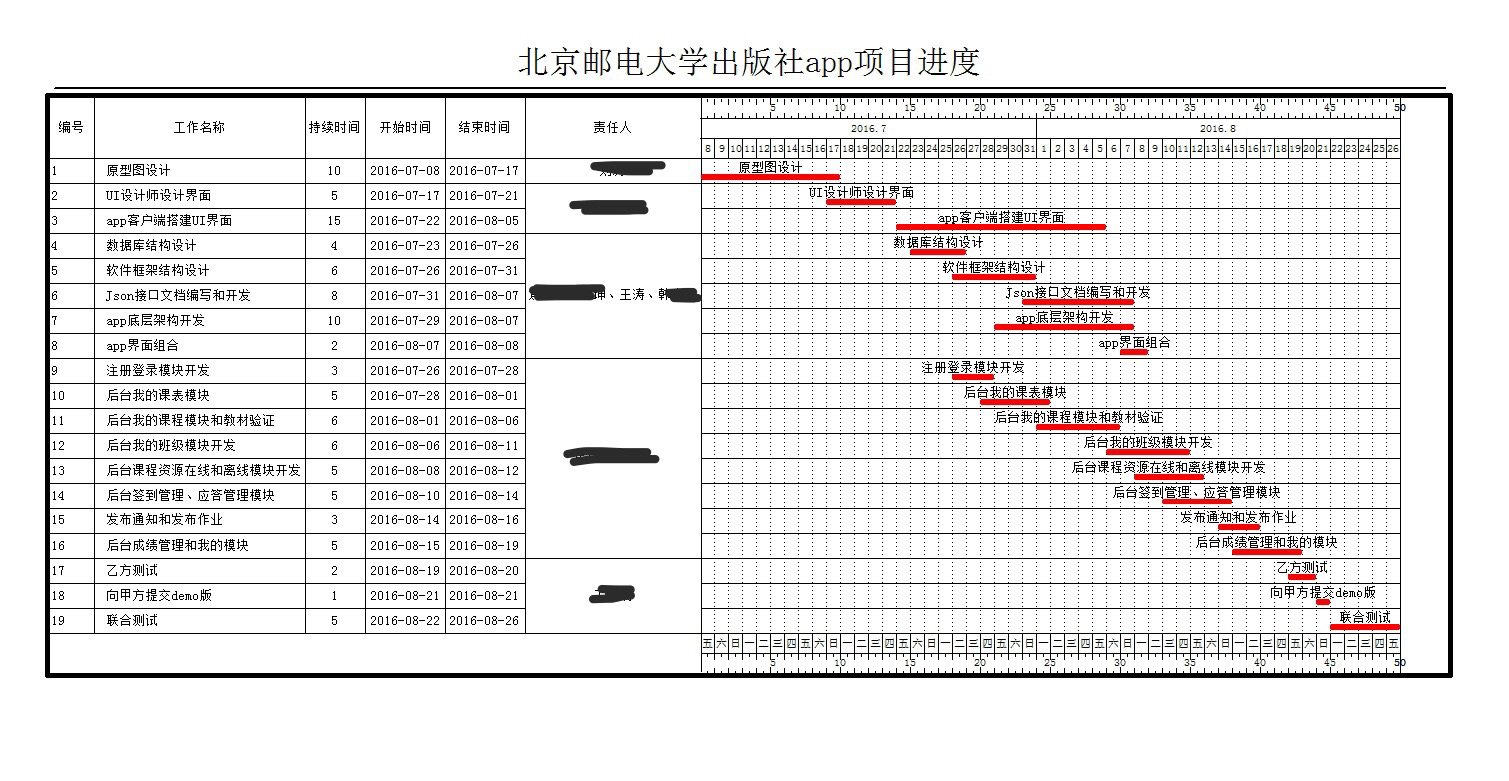 北京邮电大学出版社app项目进度
5 10 15 20 25 30 35 40 45 50
编号 工作名称 持续时间 开始时间 结束时间 责任人
2016.7 2016.8
8 9 10 11 12 13 14 15 16 17 18 19 20 21 22 23 24 25 26 27 28 29 30 31 1 2 3 4 5 6 7 8 9 10 11 12 13 14 15 16 17 18 19 20 21 22 23 24 25 26
1 原型图设计 10 2016-07-08 2016-07-17 原型图设计
2 UI设计师设计界面 5 2016-07-17 2016-07-21 UI设计师设计界面
3 app客户端搭建UI界面 15 2016-07-22 2016-08-05 app客户端搭建UI界面
4 数据库结构设计 4 2016-07-23 2016-07-26 数据库结构设计
5 软件框架结构设计 6 2016-07-26 2016-07-31 软件框架结构设计
6 Json接口文档编写和开发 8 2016-07-31 2016-08-07 坤、王涛、韩 Json接口文档编写和开发
7 app底层架构开发 10 2016-07-29 2016-08-07 app底层架构开发
8 app界面组合 2 2016-08-07 2016-08-08 app界面组合
9 注册登录模块开发 3 2016-07-26 2016-07-28 注册登录模块开发
10 后台我的课表模块 5 2016-07-28 2016-08-01 后台我的课表模块
11 后台我的课程模块和教材验证 6 2016-08-01 2016-08-06 后台我的课程模块和教材验证
12 后台我的班级模块开发 6 2016-08-06 2016-08-11 后台我的班级模块开发
13 后台课程资源在线和离线模块开发 5 2016-08-08 2016-08-12 后台课程资源在线和离线模块开发
14 后台签到管理、应答管理模块 5 2016-08-10 2016-08-14 后台签到管理、应答管理模块
15 发布通知和发布作业 3 2016-08-14 2016-08-16 发布通知和发布作业
16 后台成绩管理和我的模块 5 2016-08-15 2016-08-19 后台成绩管理和我的模块
17 乙方测试 2 2016-08-19 2016-08-20 乙方测试
18 向甲方提交demo版 1 2016-08-21 2016-08-21 向甲方提交demo版
19 联合测试 5 2016-08-22 2016-08-26 联合测试
五 六 日 一 二 三 四 五 六 日 一 二 三 四 五 六 日 一 二 三 四 五 六 日 一 二 三 四 五 六 日 一 二 三 四 五 六 日 一 二 三 四 五 六 日 一 二 三 四 五
5 10 15 20 25 30 35 40 45 50